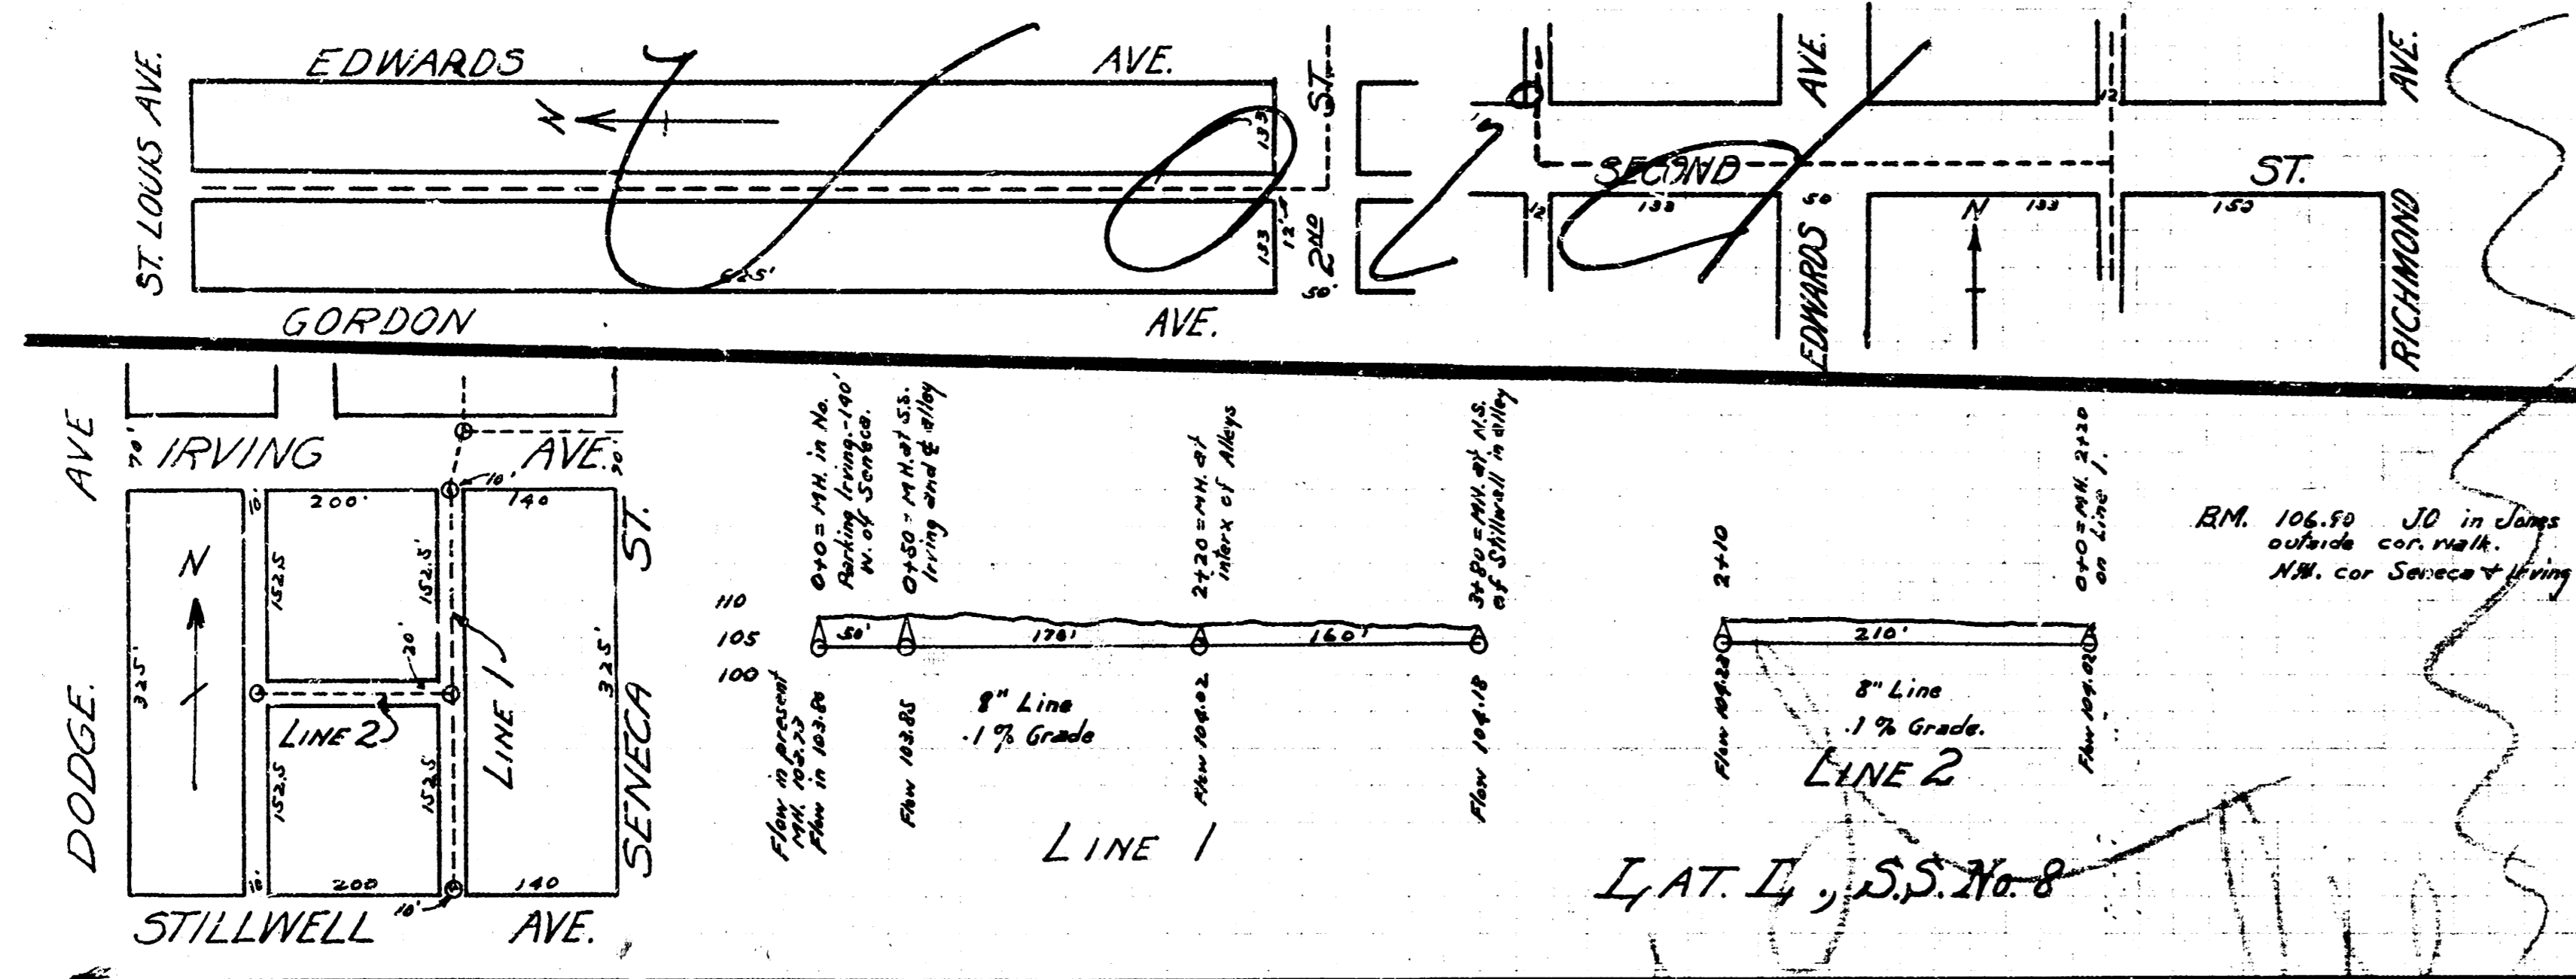 EDWARDS AVE.
ST. LOUIS AVE.
N
133
12'
133
625'
50'
2ND ST.
GORDON AVE.
12
SECOND ST.
12
133
50
133
150
N
EDWARDS AVE.
RICHMOND AVE.
DODGE. AVE
70'
IRVING AVE.
70'
10'
10'
200'
140
N
152.5
152.5'
325'
20'
325'
LINE 2
LINE 1
SENECA ST.
152.5
152.5
10'
200
140
10'
STILLWELL AVE.
0+0 = M.H. in No.
Parking Irving.-140'
W. of Seneca.
0+50 = M.H. at S.S.
Irving and ℄ alley
2+20 = M.H. at
inter x of Alleys
3+80 = M.H. at N.S.
of Stillwell in alley
110
105
100
50'
170'
160'
Flow in present
M.H. 102.73
Flow in 103.80
Flow 103.85
8" Line
.1 % Grade
Flow 104.02
Flow 104.18
LINE 1
2+10
0+0 = M.H. 2+20
on Line 1.
210'
Flow 104.23
8" Line
.1 % Grade.
Flow 104.02
LINE 2
B.M. 106.50 JO in Jones
outside cor. walk.
N.W. cor Seneca + Irving
LAT. L, S.S. No. 8